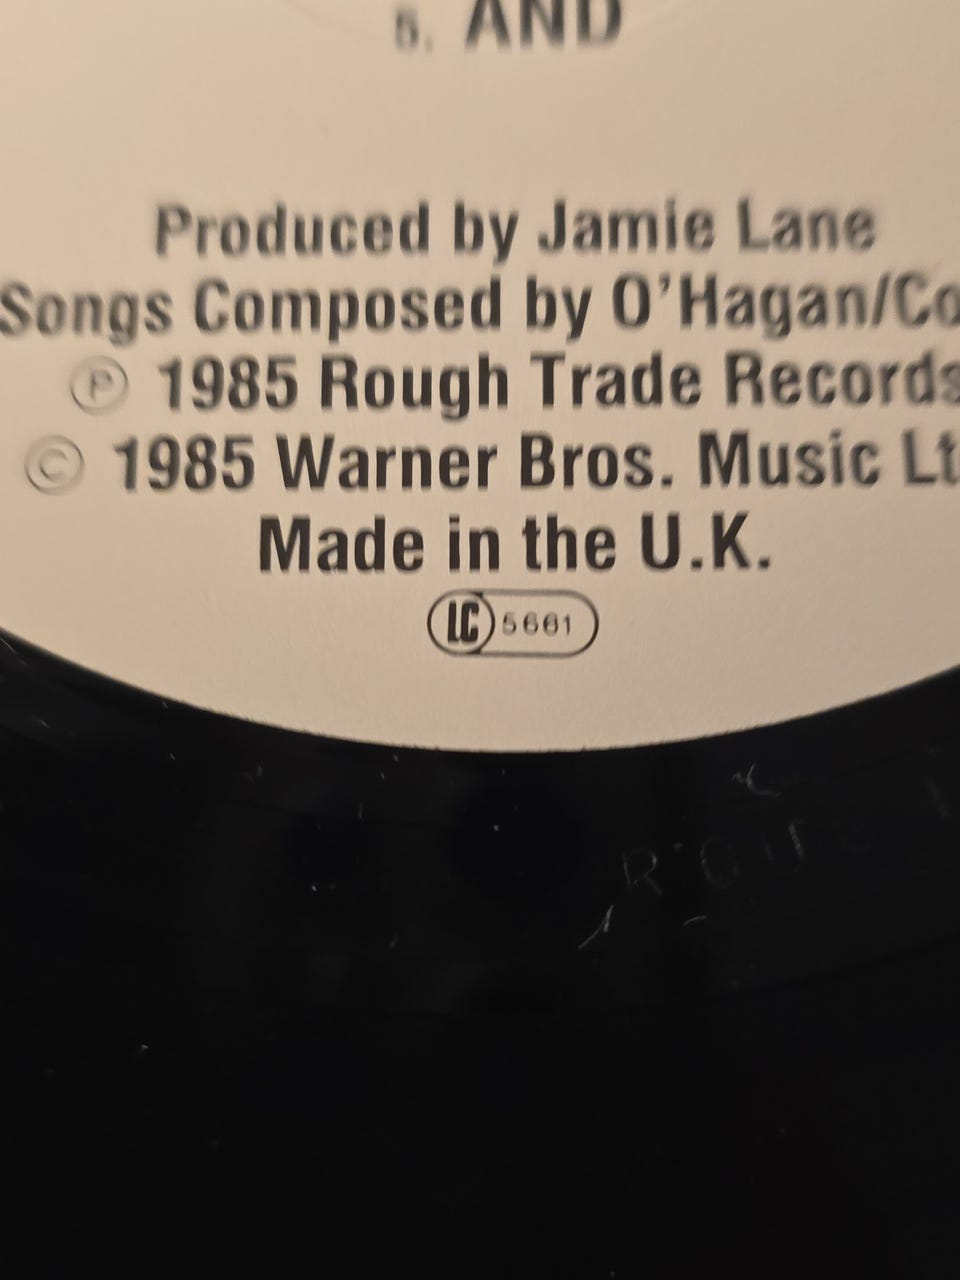 5. AND
Produced by Jamie Lane
Songs Composed by O'Hagan/Co
Ⓟ 1985 Rough Trade Records
© 1985 Warner Bros. Music Lt
Made in the U.K.
LC 5661